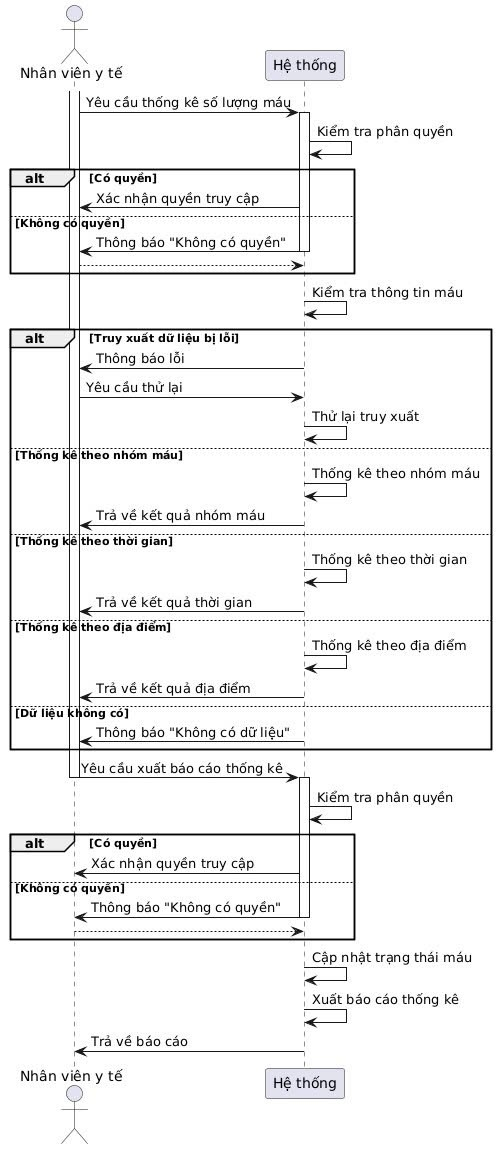 Nhân viên y tế
Hệ thống
Yêu cầu thống kê số lượng máu
Kiểm tra phân quyền
alt
[Có quyền]
Xác nhận quyền truy cập
[Không có quyền]
Thông báo "Không có quyền"
Kiểm tra thông tin máu
alt
[Truy xuất dữ liệu bị lỗi]
Thông báo lỗi
Yêu cầu thử lại
Thử lại truy xuất
[Thống kê theo nhóm máu]
Thống kê theo nhóm máu
Trả về kết quả nhóm máu
[Thống kê theo thời gian]
Thống kê theo thời gian
Trả về kết quả thời gian
[Thống kê theo địa điểm]
Thống kê theo địa điểm
Trả về kết quả địa điểm
[Dữ liệu không có]
Thông báo "Không có dữ liệu"
Yêu cầu xuất báo cáo thống kê
Kiểm tra phân quyền
alt
[Có quyền]
Xác nhận quyền truy cập
[Không có quyền]
Thông báo "Không có quyền"
Cập nhật trạng thái máu
Xuất báo cáo thống kê
Trả về báo cáo
Nhân viên y tế
Hệ thống